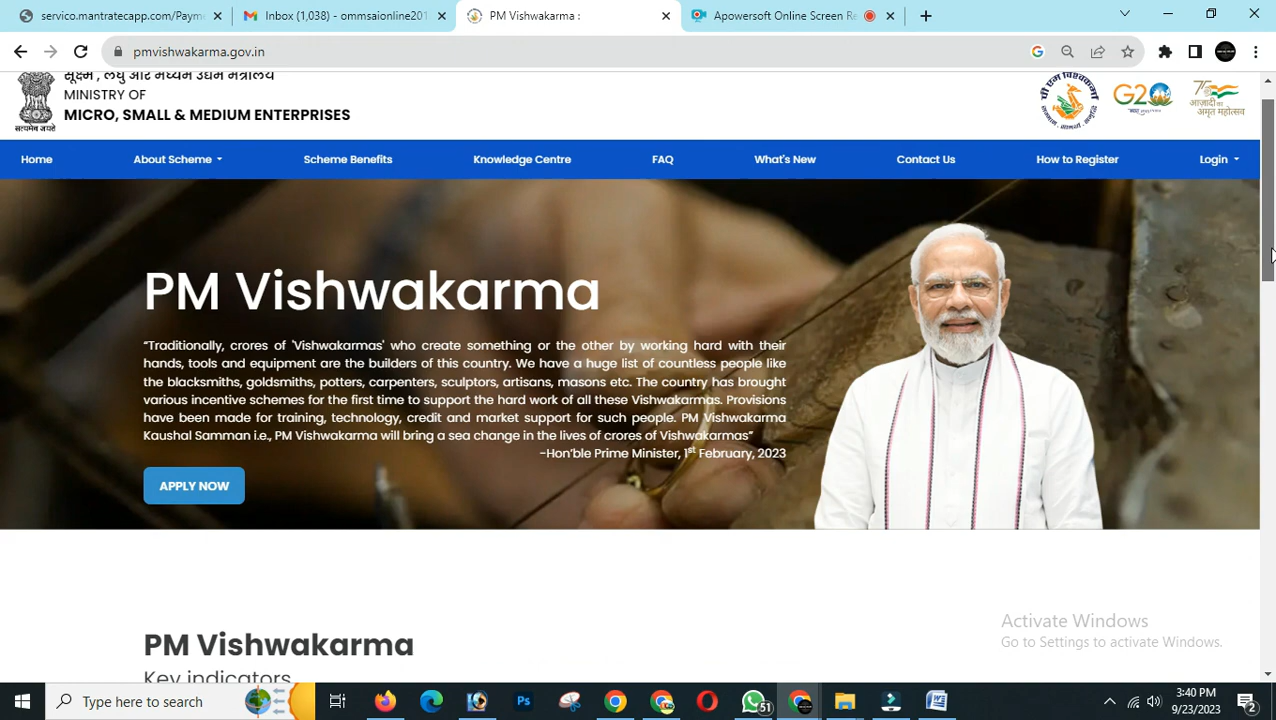 servico.mantratecapp.com/Paym
Inbox (1,038) - ommsaionline201
PM Vishwakarma :
Apowersoft Online Screen Re
pmvishwakarma.gov.in
सूक्ष्म , लघु और मध्यम उद्यम मंत्रालय
MINISTRY OF
MICRO, SMALL & MEDIUM ENTERPRISES
सत्यमेव जयते
G20
Home
About Scheme
Scheme Benefits
Knowledge Centre
FAQ
What's New
Contact Us
How to Register
Login
PM Vishwakarma
“Traditionally, crores of 'Vishwakarmas' who create something or the other by working hard with their
hands, tools and equipment are the builders of this country. We have a huge list of countless people like
the blacksmiths, goldsmiths, potters, carpenters, sculptors, artisans, masons etc. The country has brought
various incentive schemes for the first time to support the hard work of all these Vishwakarmas. Provisions
have been made for training, technology, credit and market support for such people. PM Vishwakarma
Kaushal Samman i.e., PM Vishwakarma will bring a sea change in the lives of crores of Vishwakarmas”
-Hon’ble Prime Minister, 1st February, 2023
APPLY NOW
PM Vishwakarma
Key indicators
Activate Windows
Go to Settings to activate Windows.
Type here to search
Ps
51
3:40 PM
9/23/2023
2